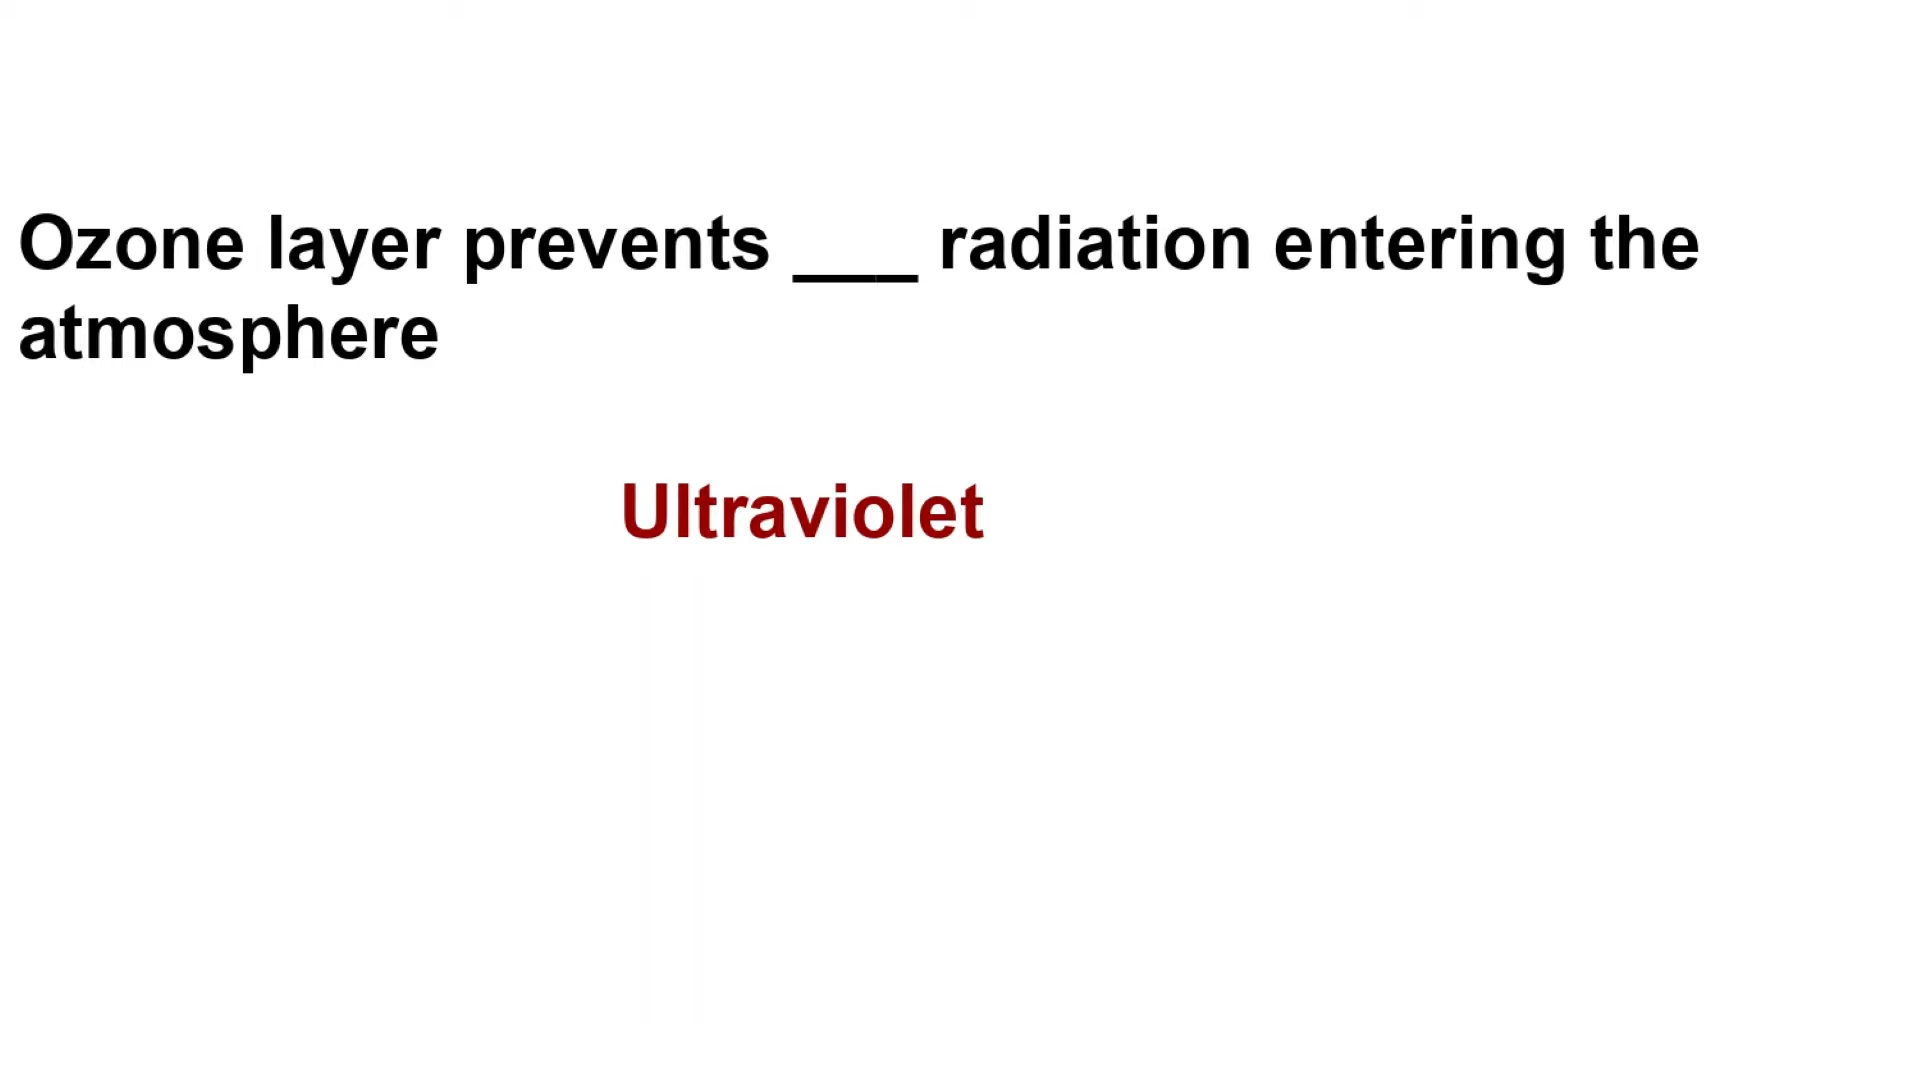 Ozone layer prevents ___ radiation entering the
atmosphere
Ultraviolet